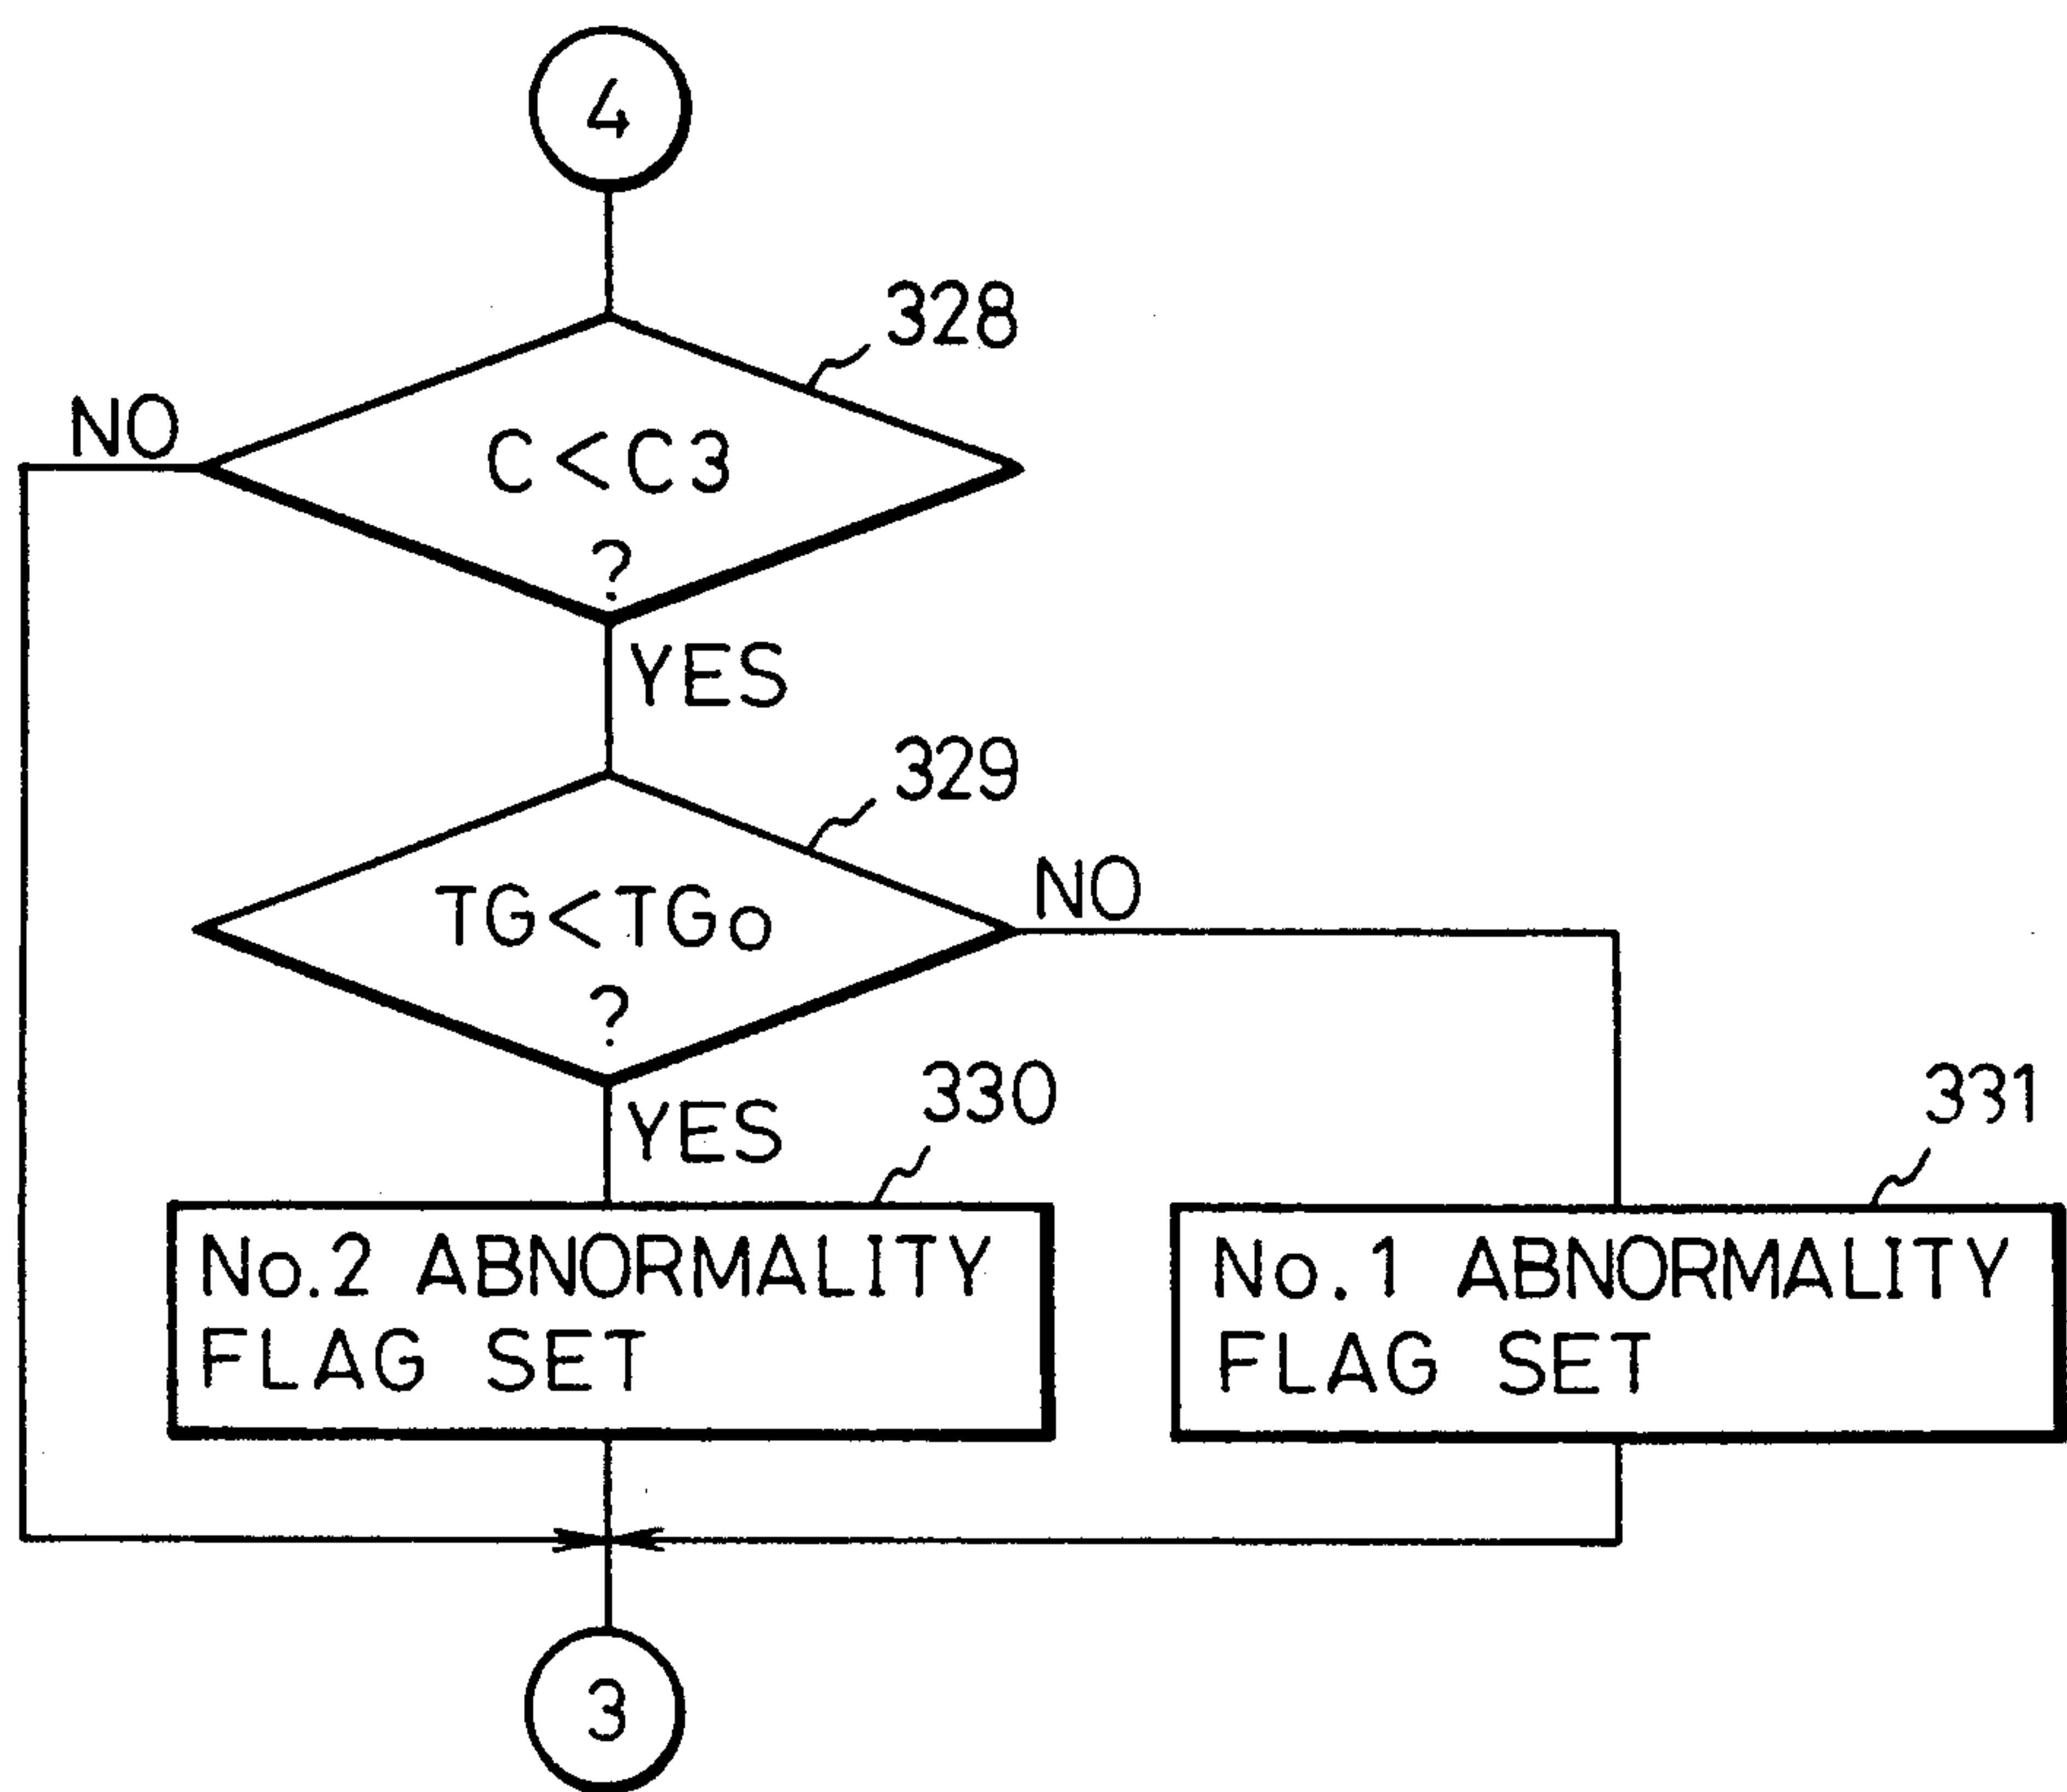 4
328
NO
C<C3
?
YES
329
TG<TGo
NO
?
YES
330
331
No.2 ABNORMALITY
FLAG SET
No.1 ABNORMALITY
FLAG SET
3